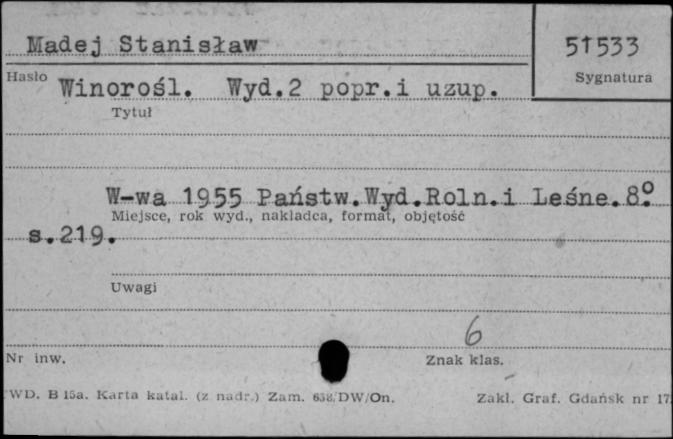 Madej Stanisław
51533
Hasło
Sygnatura
Winorośl. Wyd.2 popr.i uzup.
Tytuł
W-wa 1955 Państw.Wyd.Roln.i Leśne.8º.
Miejsce, rok wyd., nakładca, format, objętość
s.219.
Uwagi
6
Nr inw.
Znak klas.
WD. B 15a. Karta katal. (z nadr.) Zam. 638/DW/On.
Zakł. Graf. Gdańsk nr 17